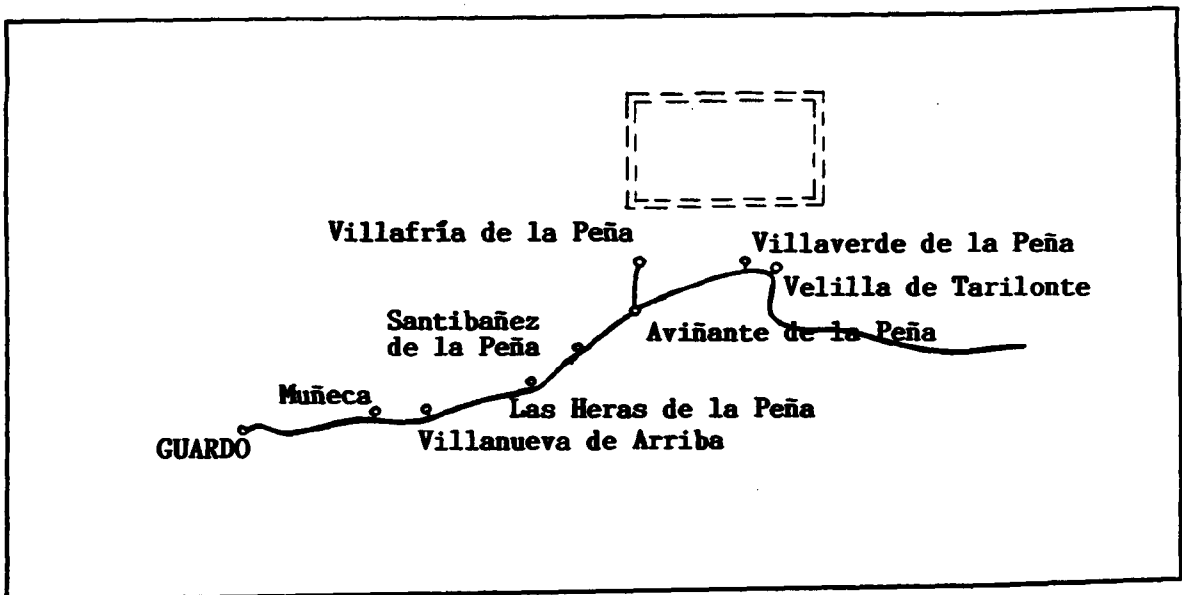 Villafría de la Peña
Villaverde de la Peña
Velilla de Tarilonte
Santibañez
de la Peña
Aviñante de la Peña
Muñeca
Las Heras de la Peña
Villanueva de Arriba
GUARDO